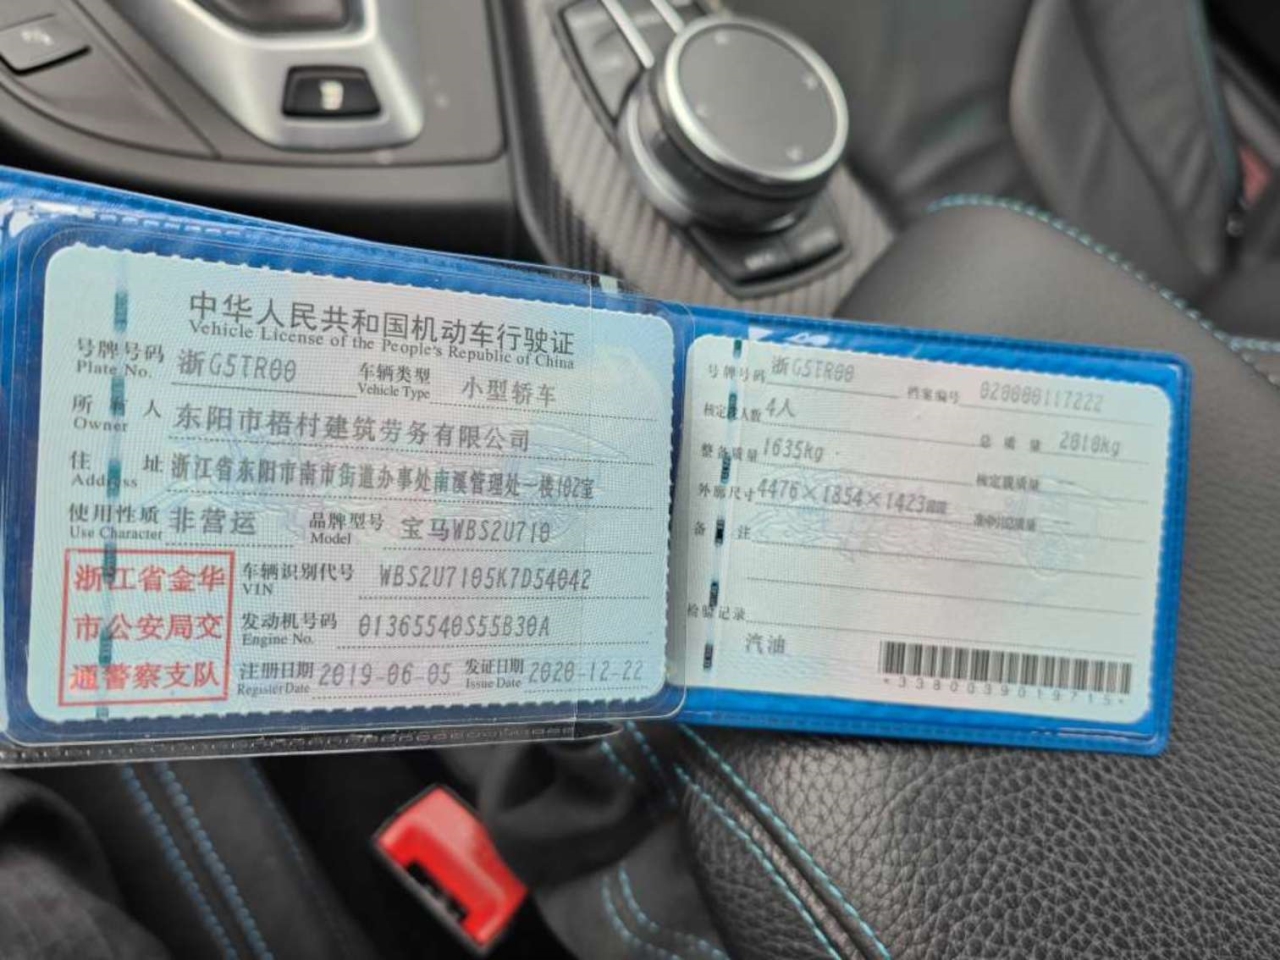 中华人民共和国机动车行驶证
Vehicle License of the People's Republic of China
号牌号码 浙G5TR00 车辆类型 小型轿车
Plate No. Vehicle Type
所有人 东阳市梧村建筑劳务有限公司
Owner
住址 浙江省东阳市南市街道办事处南溪管理处一楼102室
Address
使用性质 非营运 品牌型号 宝马WBS2U710
Use Character Model
浙江省金华
市公安局交
通警察支队
车辆识别代号 WBS2U7105K7D54042
VIN
发动机号码 01365540S55B30A
Engine No.
注册日期 2019-06-05 发证日期 2020-12-22
Register Date Issue Date
号牌号码 浙G5TR00 档案编号 020000117222
核定载人数 4人 总质量 2010kg
整备质量 1635kg 核定载质量
外廓尺寸 4476×1854×1423mm 准牵引总质量
备注
检验记录
汽油
*3380039019715*